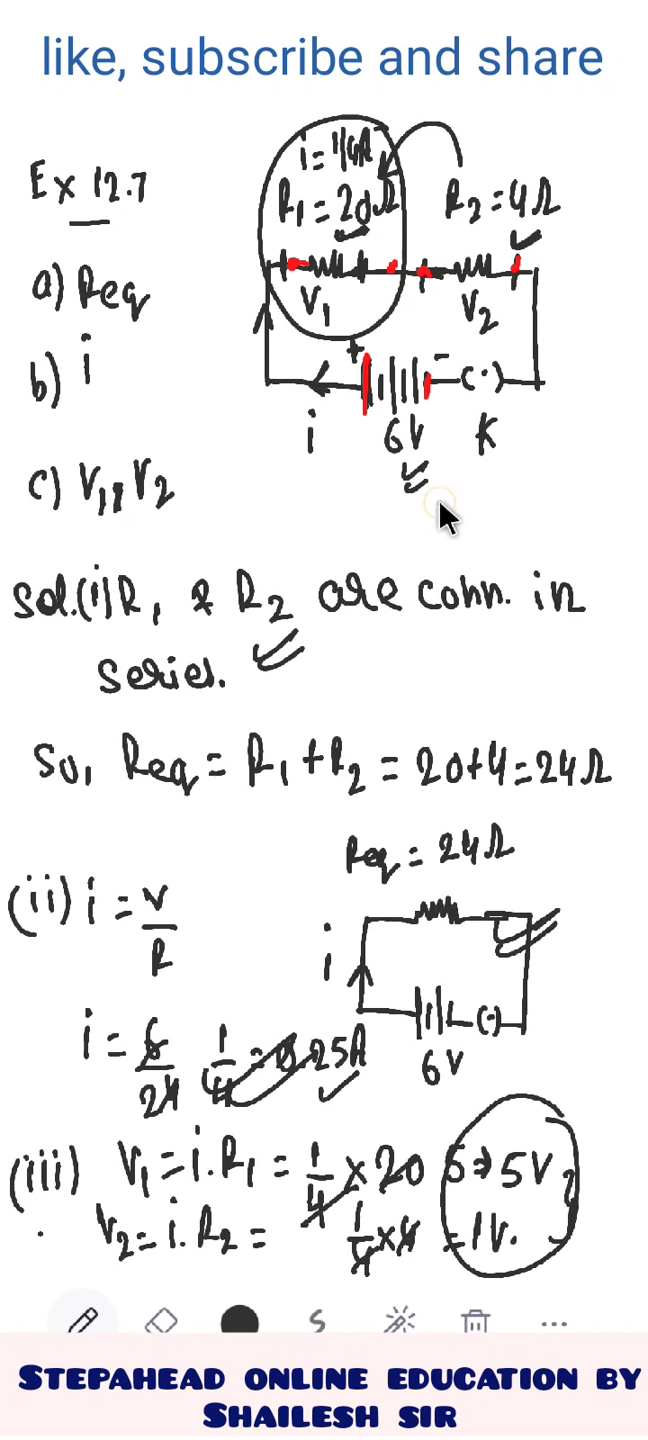 like, subscribe and share
Ex 12.7
i = 1/4A
R1 = 20Ω
R2 = 4Ω
a) Req
V1
V2
b) i
+
-
i
6V
K
c) V1, V2
Sol.(i) R1 & R2 are conn. in
series.
So, Req = R1 + R2 = 20+4 = 24Ω
Req = 24Ω
(ii) i = V/R
i
i = 6/24 1/4 = 0.25A
6V
(iii) V1 = i.R1 = 1/4 × 20 5 ⇒ 5V
V2 = i.R2 = 1/4 × 4 = 1V.
STEPAHEAD ONLINE EDUCATION BY
SHAILESH SIR